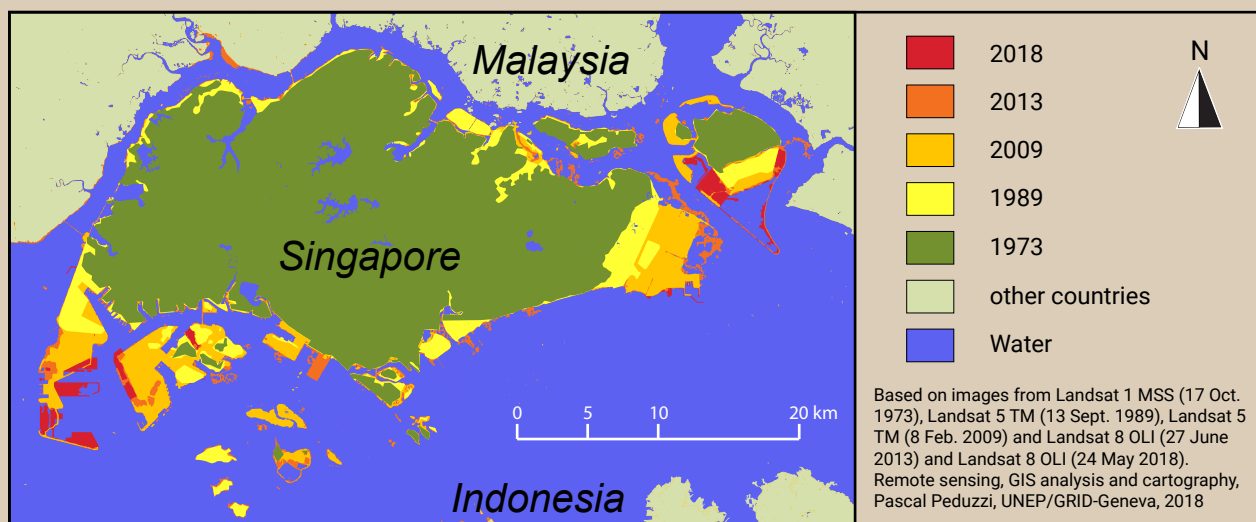 Malaysia
Singapore
Indonesia
0 5 10 20 km
2018
2013
2009
1989
1973
other countries
Water
N
Based on images from Landsat 1 MSS (17 Oct.
1973), Landsat 5 TM (13 Sept. 1989), Landsat 5
TM (8 Feb. 2009) and Landsat 8 OLI (27 June
2013) and Landsat 8 OLI (24 May 2018).
Remote sensing, GIS analysis and cartography,
Pascal Peduzzi, UNEP/GRID-Geneva, 2018